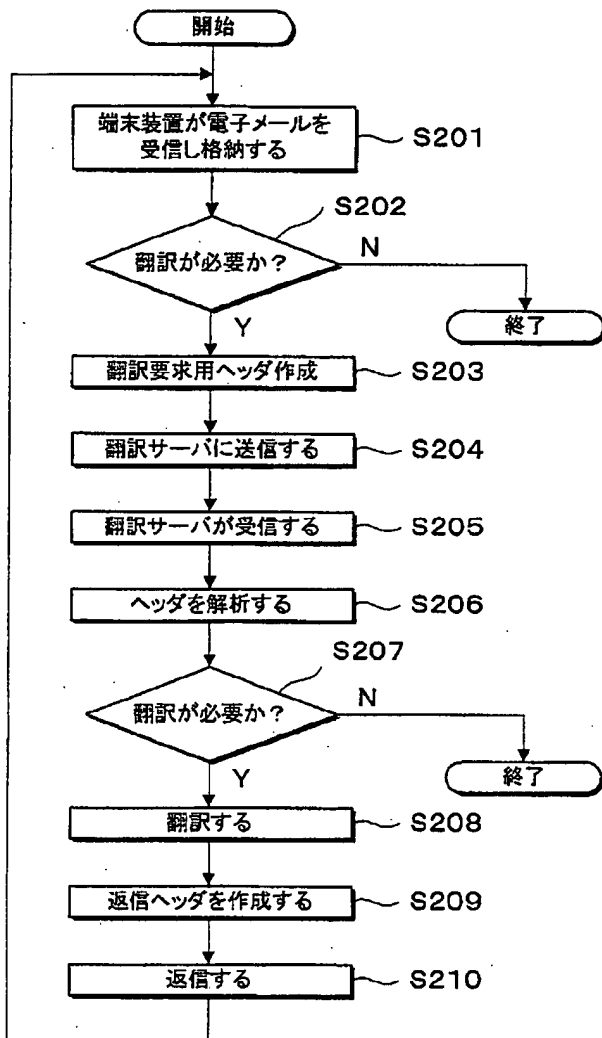 開始
端末装置が電子メールを
受信し格納する
S201
S202
翻訳が必要か？
N
終了
Y
翻訳要求用ヘッダ作成
S203
翻訳サーバに送信する
S204
翻訳サーバが受信する
S205
ヘッダを解析する
S206
S207
翻訳が必要か？
N
終了
Y
翻訳する
S208
返信ヘッダを作成する
S209
返信する
S210